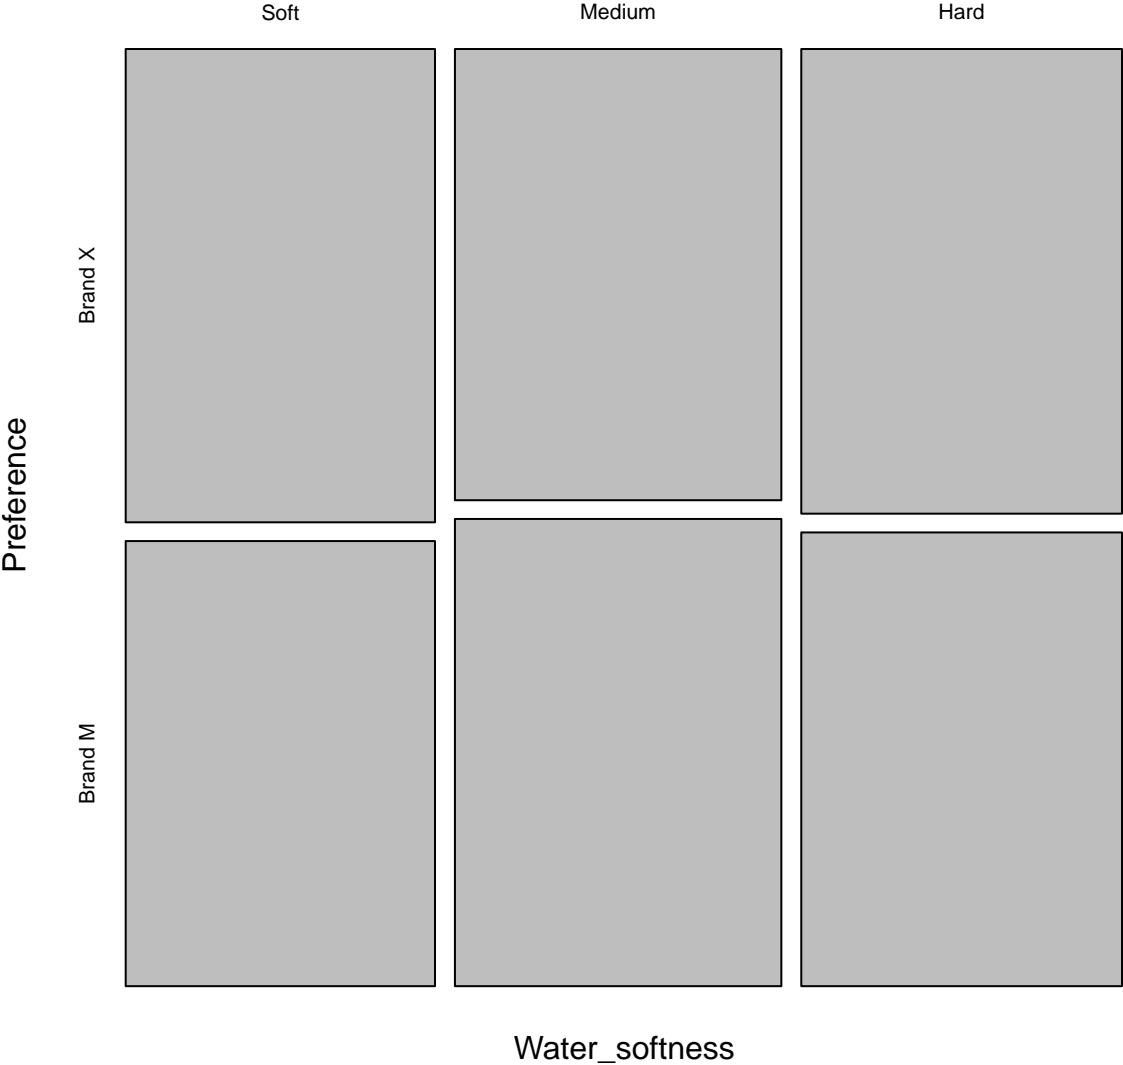 Soft
Medium
Hard
Brand X
Preference
Brand M
Water_softness